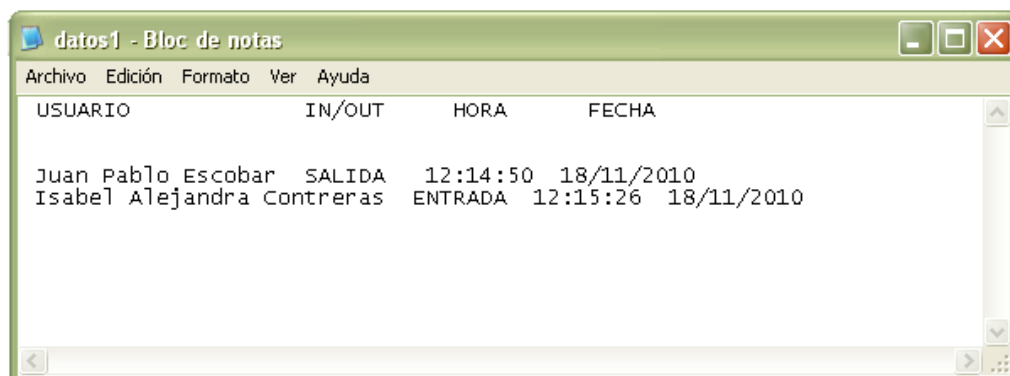 datos1 - Bloc de notas
Archivo Edición Formato Ver Ayuda
USUARIO IN/OUT HORA FECHA
Juan Pablo Escobar SALIDA 12:14:50 18/11/2010
Isabel Alejandra Contreras ENTRADA 12:15:26 18/11/2010